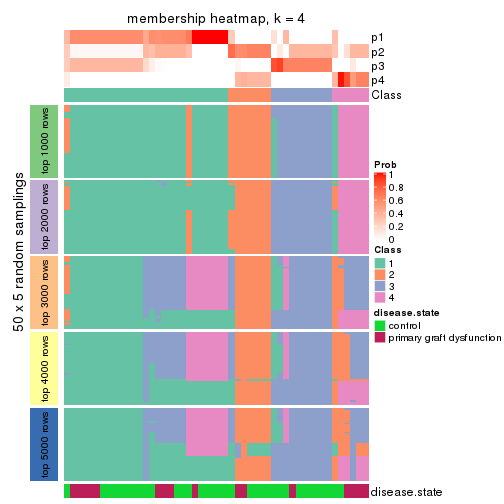 membership heatmap, k = 4
p1
p2
p3
p4
Class
50 x 5 random samplings
top 1000 rows
top 2000 rows
top 3000 rows
top 4000 rows
top 5000 rows
disease.state
Prob
1
0.8
0.6
0.4
0.2
0
Class
1
2
3
4
disease.state
control
primary graft dysfunction